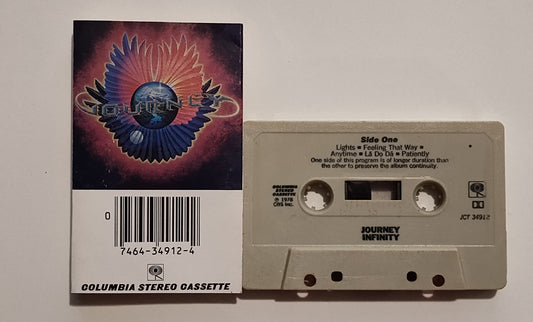 JOURNEY
0
7464-34912-4
COLUMBIA STEREO CASSETTE
Side One
Lights ▪ Feeling That Way ▪
Anytime ▪ Lă Do Dā ▪ Patiently
One side of this program is of longer duration than
the other to preserve the album continuity.
COLUMBIA
STEREO
CASSETTE
℗ 1978
CBS Inc.
JCT 34912
JOURNEY
INFINITY